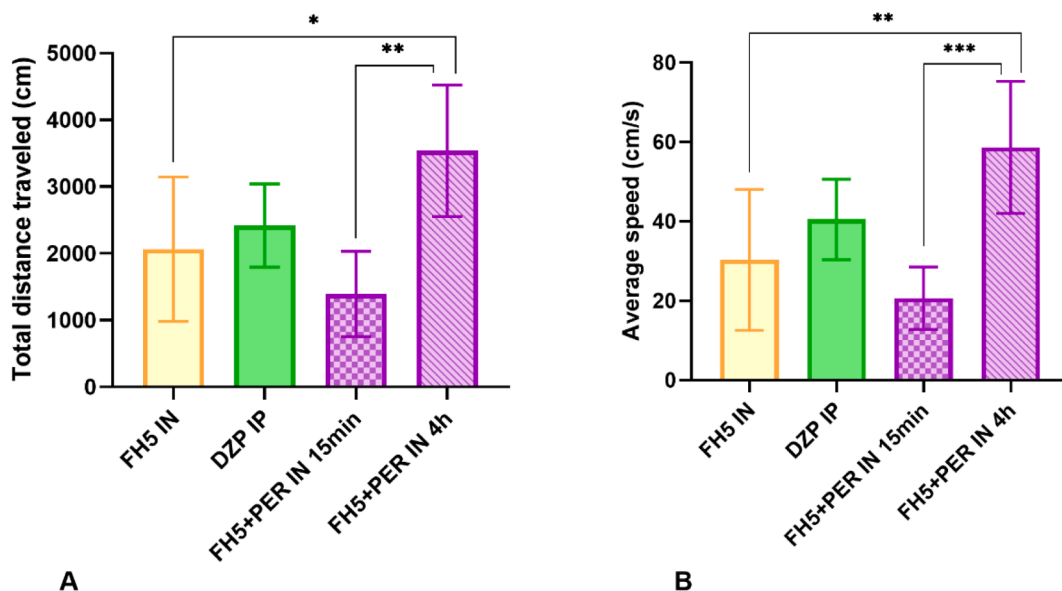 *
**
Total distance traveled (cm)
5000
4000
3000
2000
1000
0
FH5 IN
DZP IP
FH5+PER IN 15min
FH5+PER IN 4h
A
**
***
Average speed (cm/s)
80
60
40
20
0
FH5 IN
DZP IP
FH5+PER IN 15min
FH5+PER IN 4h
B